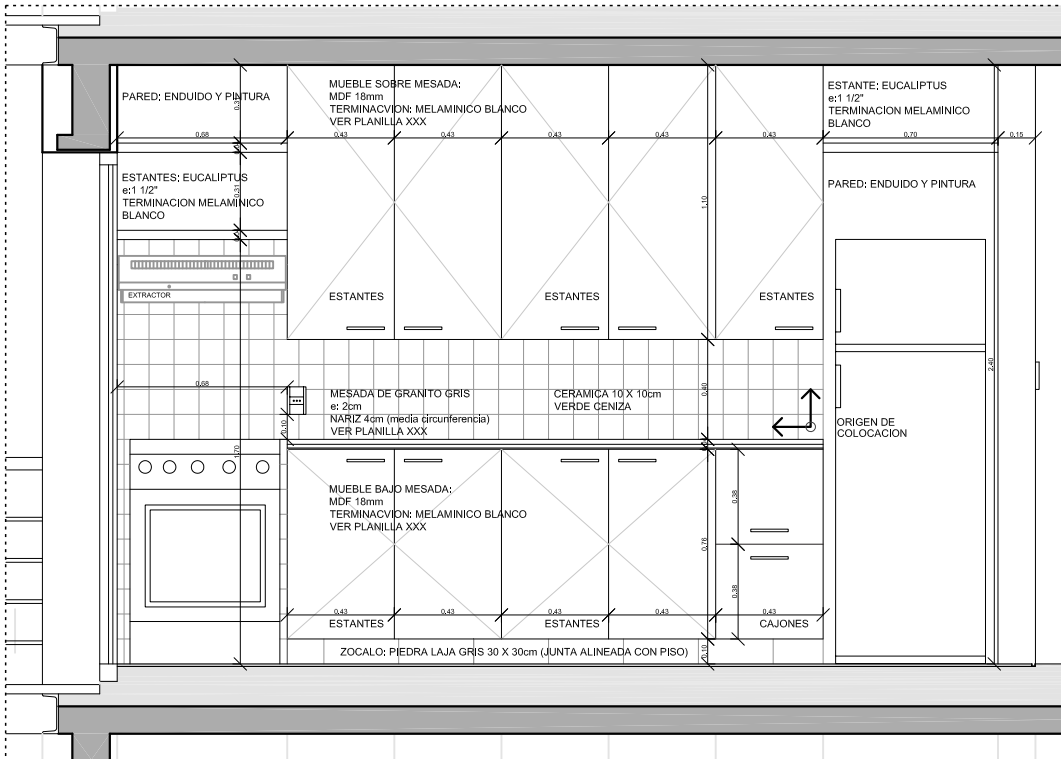 PARED: ENDUIDO Y PINTURA
MUEBLE SOBRE MESADA:
MDF 18mm
TERMINACVION: MELAMINICO BLANCO
VER PLANILLA XXX
ESTANTE: EUCALIPTUS
e:1 1/2"
TERMINACION MELAMINICO
BLANCO
0.68
0.43
0.43
0.43
0.43
0.43
0.70
0.15
ESTANTES: EUCALIPTUS
e:1 1/2"
TERMINACION MELAMINICO
BLANCO
0.31
PARED: ENDUIDO Y PINTURA
1.10
EXTRACTOR
ESTANTES
ESTANTES
ESTANTES
0.68
MESADA DE GRANITO GRIS
e: 2cm
NARIZ 4cm (media circunferencia)
VER PLANILLA XXX
CERAMICA 10 X 10cm
VERDE CENIZA
0.40
2.40
0.10
ORIGEN DE
COLOCACION
1.70
MUEBLE BAJO MESADA:
MDF 18mm
TERMINACVION: MELAMINICO BLANCO
VER PLANILLA XXX
0.38
0.76
0.38
0.43
0.43
0.43
0.43
0.43
ESTANTES
ESTANTES
CAJONES
ZOCALO: PIEDRA LAJA GRIS 30 X 30cm (JUNTA ALINEADA CON PISO)
0.10